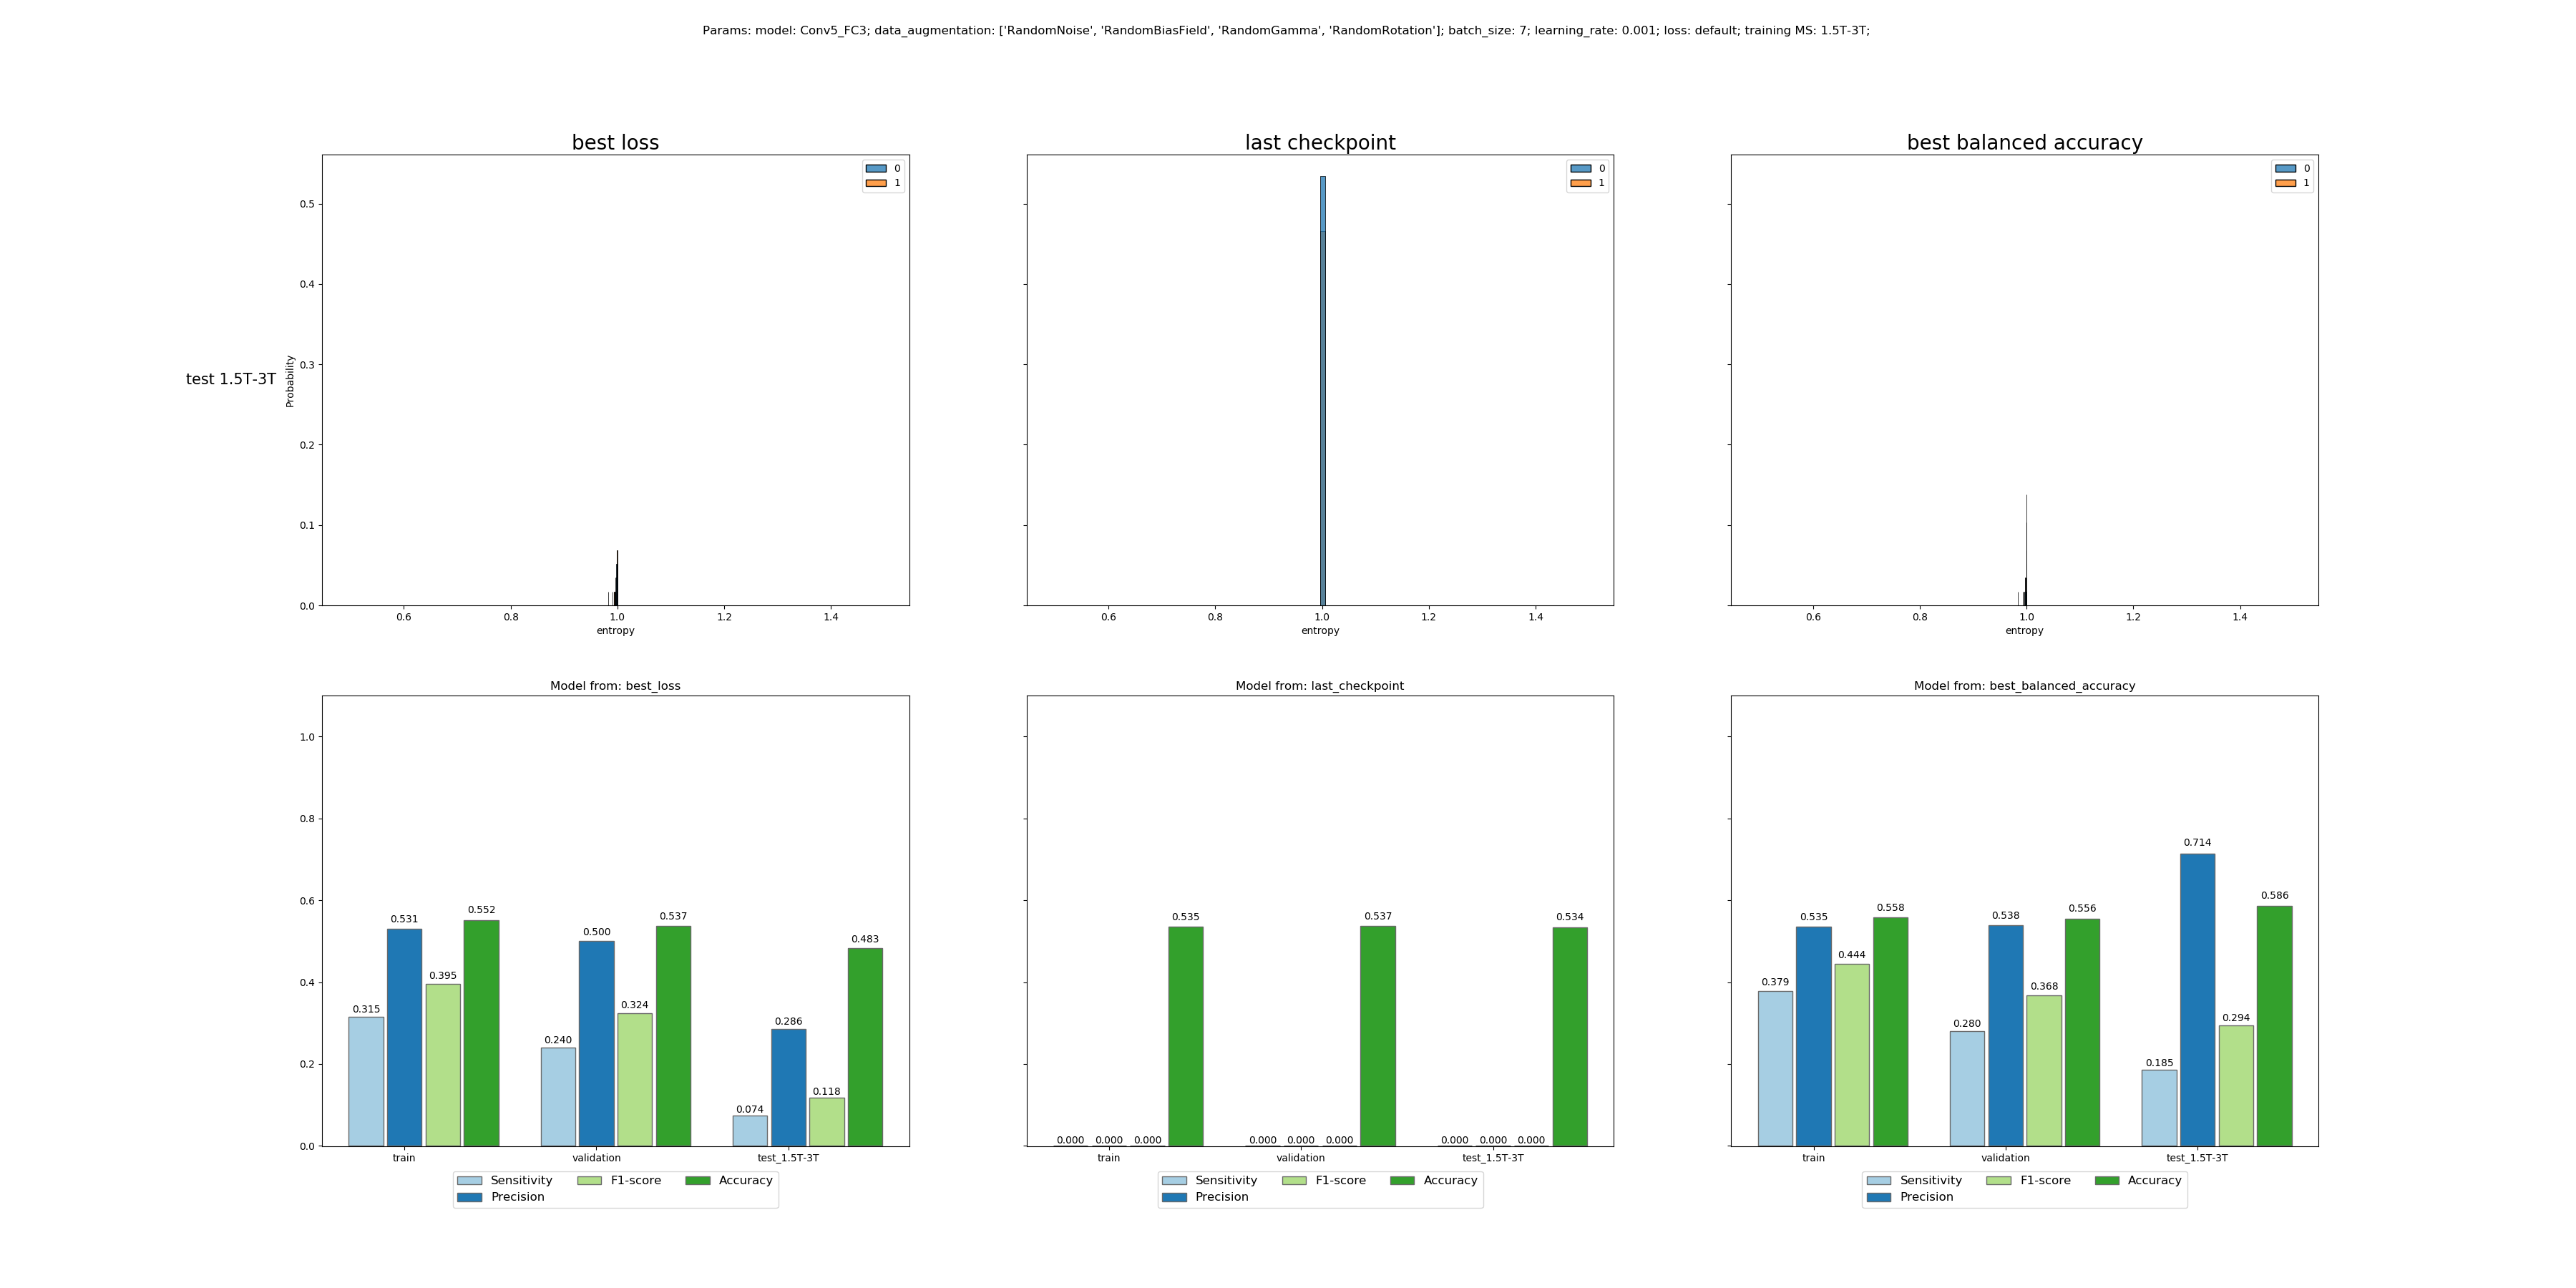 Params: model: Conv5_FC3; data_augmentation: ['RandomNoise', 'RandomBiasField', 'RandomGamma', 'RandomRotation']; batch_size: 7; learning_rate: 0.001; loss: default; training MS: 1.5T-3T;
best loss
0
1
0.5
0.4
0.3
0.2
0.1
0.0
Probability
test 1.5T-3T
0.6 0.8 1.0 1.2 1.4
entropy
last checkpoint
0
1
0.6 0.8 1.0 1.2 1.4
entropy
best balanced accuracy
0
1
0.6 0.8 1.0 1.2 1.4
entropy
Model from: best_loss
1.0
0.8
0.6
0.4
0.2
0.0
0.315 0.531 0.395 0.552
0.240 0.500 0.324 0.537
0.074 0.286 0.118 0.483
train validation test_1.5T-3T
Sensitivity F1-score Accuracy
Precision
Model from: last_checkpoint
0.000 0.000 0.000 0.535
0.000 0.000 0.000 0.537
0.000 0.000 0.000 0.534
train validation test_1.5T-3T
Sensitivity F1-score Accuracy
Precision
Model from: best_balanced_accuracy
0.379 0.535 0.444 0.558
0.280 0.538 0.368 0.556
0.185 0.714 0.294 0.586
train validation test_1.5T-3T
Sensitivity F1-score Accuracy
Precision